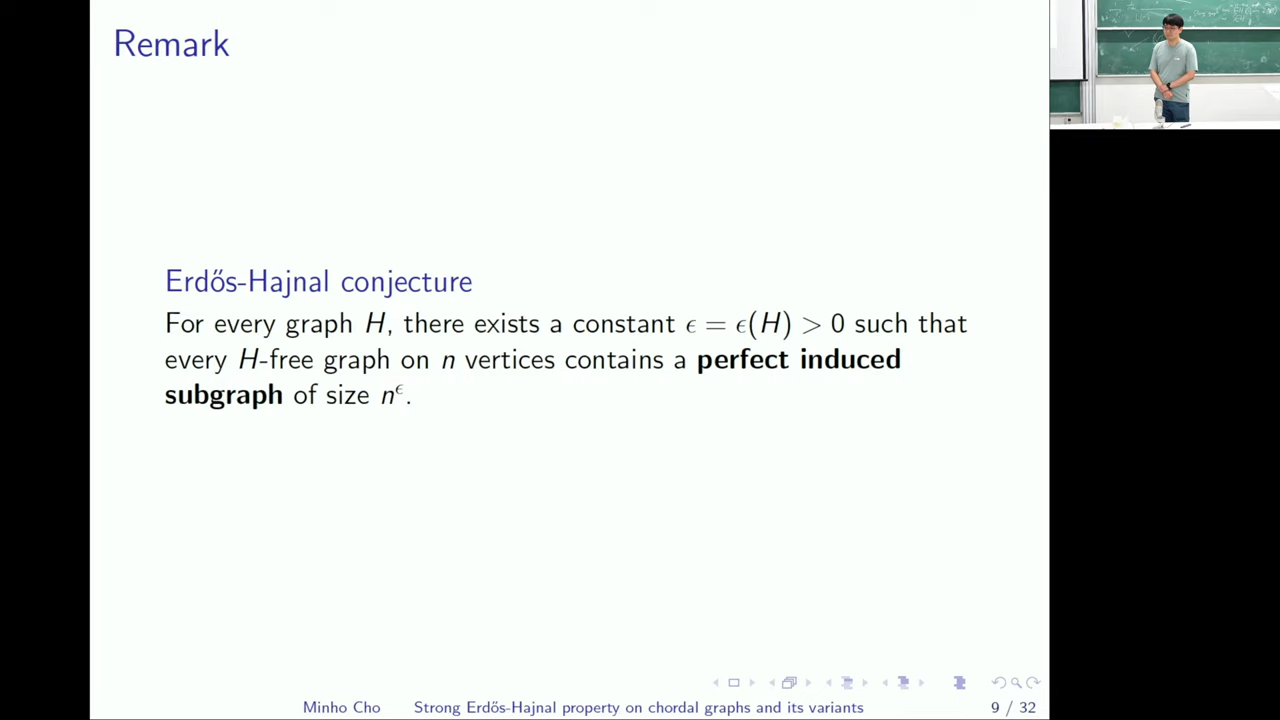 Remark
Erdős-Hajnal conjecture
For every graph H, there exists a constant ϵ = ϵ(H) > 0 such that
every H-free graph on n vertices contains a perfect induced
subgraph of size n^ϵ.
Minho Cho Strong Erdős-Hajnal property on chordal graphs and its variants 9 / 32